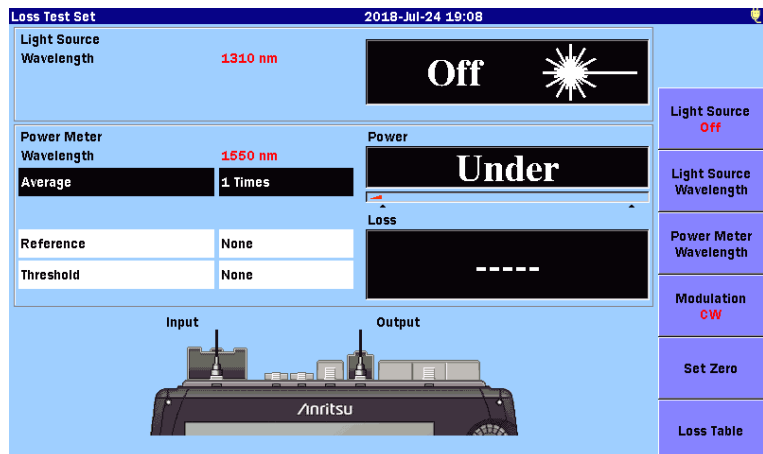 Loss Test Set 2018-Jul-24 19:08
Light Source
Wavelength 1310 nm
Off
Power Meter
Wavelength 1550 nm
Average 1 Times
Reference None
Threshold None
Power
Under
Loss
-----
Input Output
Anritsu
Light Source
Off
Light Source
Wavelength
Power Meter
Wavelength
Modulation
CW
Set Zero
Loss Table